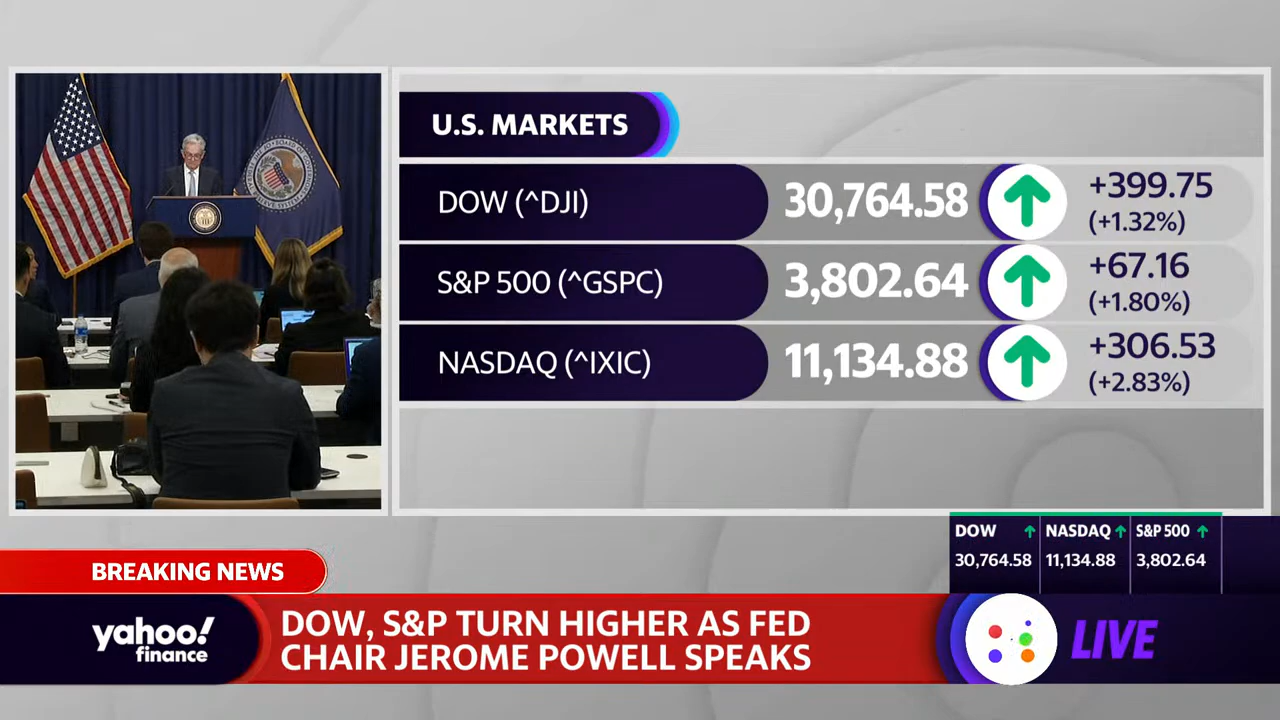 U.S. MARKETS
DOW (^DJI) 30,764.58 +399.75
(+1.32%)
S&P 500 (^GSPC) 3,802.64 +67.16
(+1.80%)
NASDAQ (^IXIC) 11,134.88 +306.53
(+2.83%)
DOW NASDAQ S&P 500
30,764.58 11,134.88 3,802.64
BREAKING NEWS
yahoo!
finance
DOW, S&P TURN HIGHER AS FED
CHAIR JEROME POWELL SPEAKS
LIVE